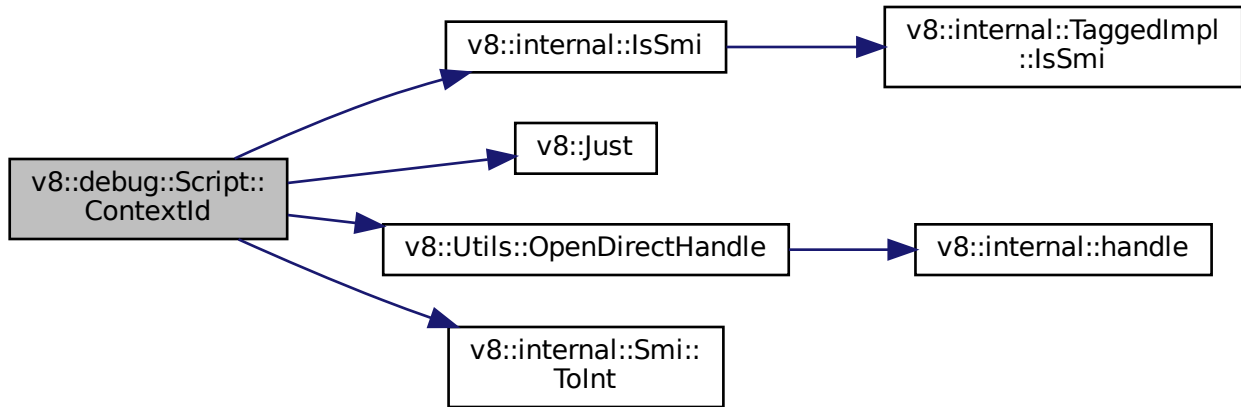 v8::debug::Script::
ContextId
v8::internal::IsSmi
v8::internal::TaggedImpl
::IsSmi
v8::Just
v8::Utils::OpenDirectHandle
v8::internal::handle
v8::internal::Smi::
ToInt